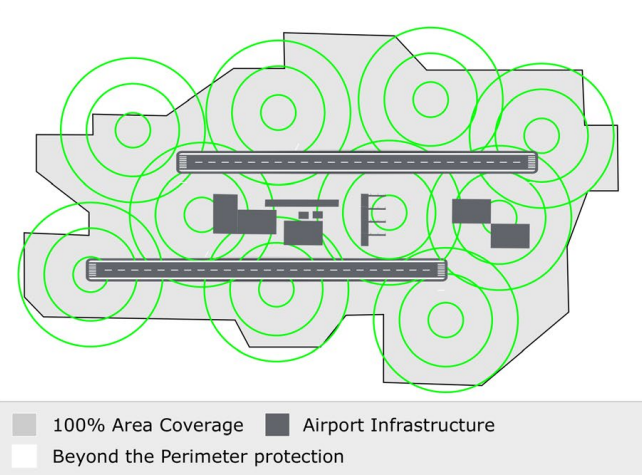 100% Area Coverage Airport Infrastructure
Beyond the Perimeter protection